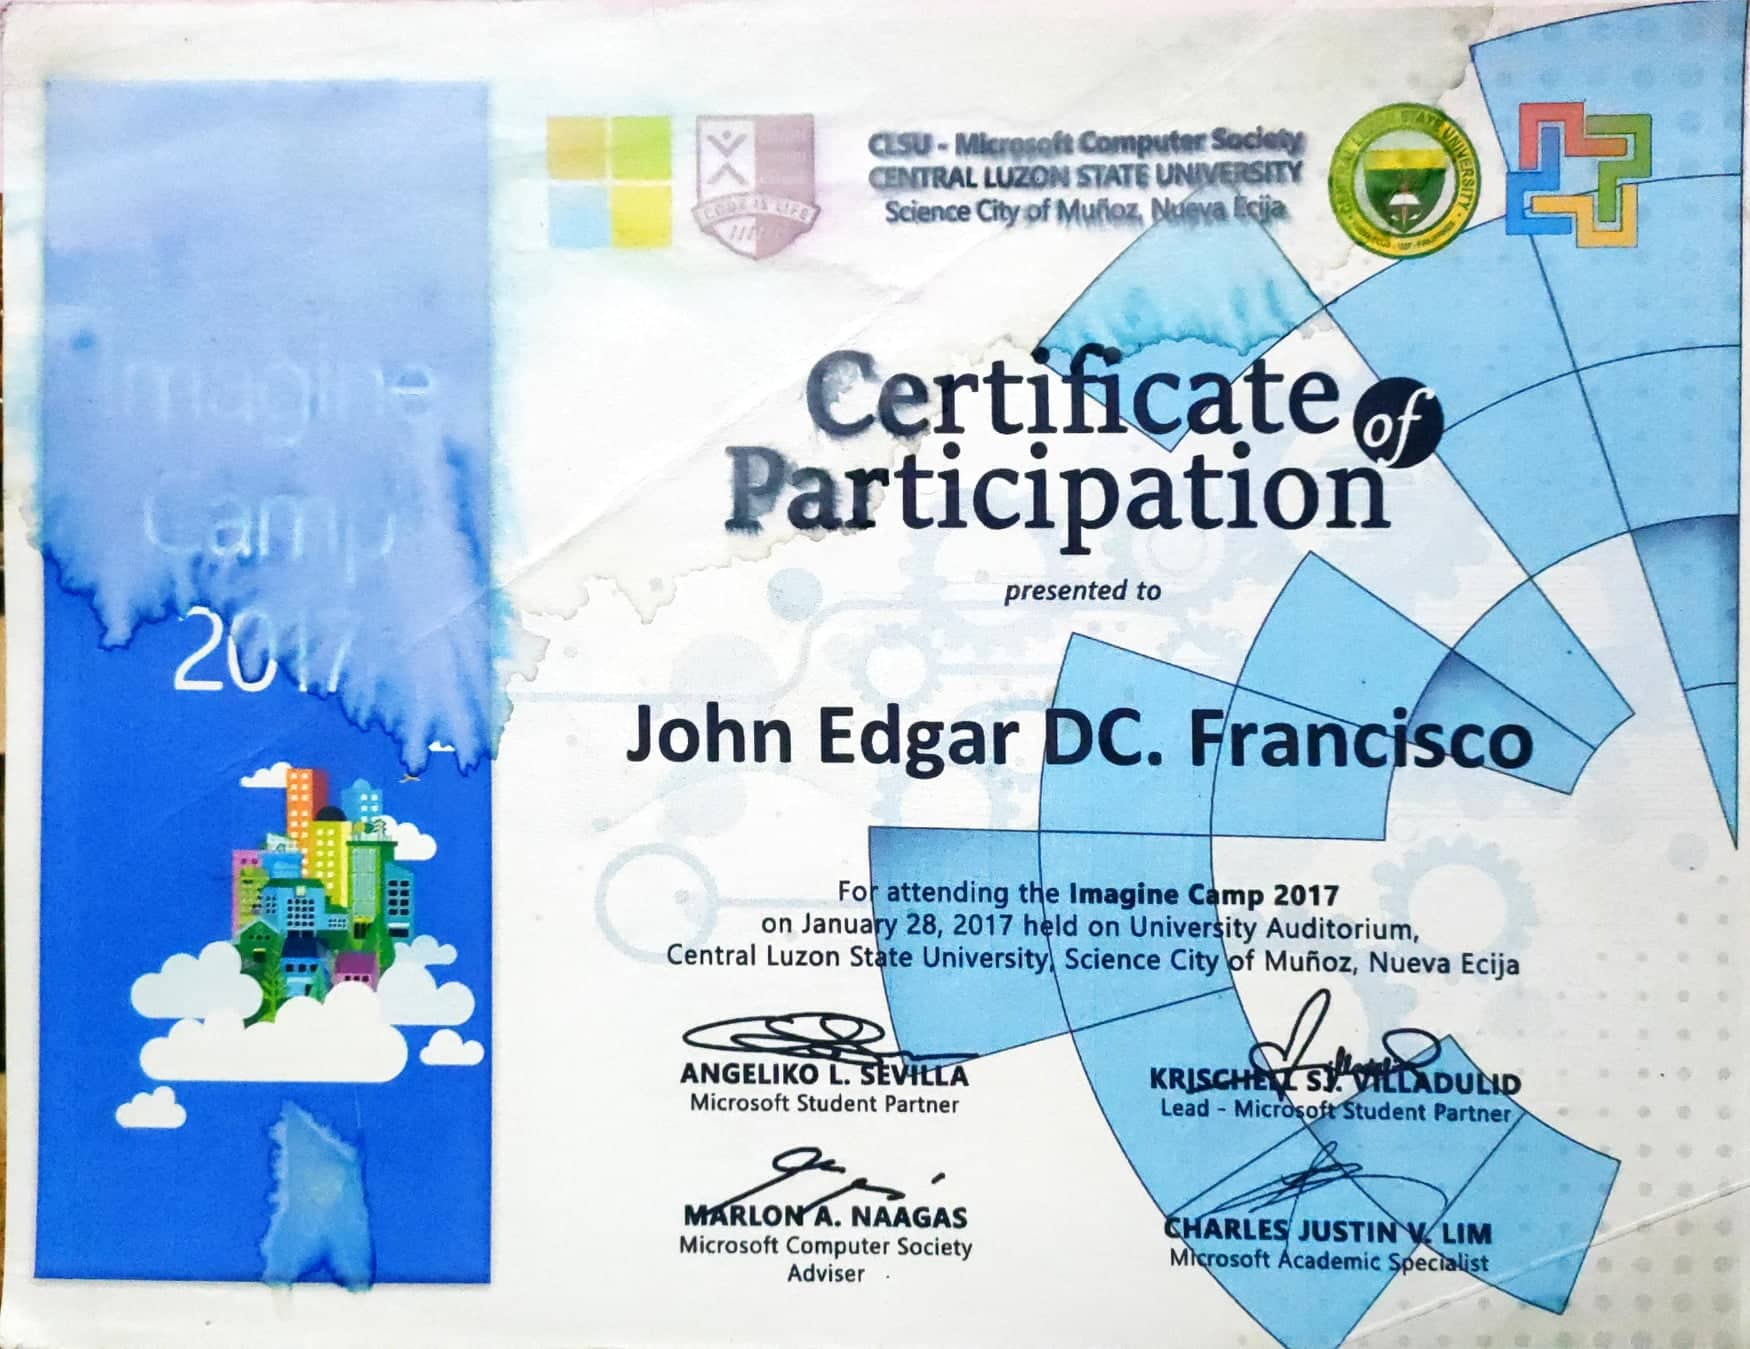 Imagine
Camp
2017
CODE IS LIFE
CLSU - Microsoft Computer Society
CENTRAL LUZON STATE UNIVERSITY
Science City of Muñoz, Nueva Ecija
CENTRAL LUZON STATE UNIVERSITY
Certificate of
Participation
presented to
John Edgar DC. Francisco
For attending the Imagine Camp 2017
on January 28, 2017 held on University Auditorium,
Central Luzon State University, Science City of Muñoz, Nueva Ecija
ANGELIKO L. SEVILLA
Microsoft Student Partner
KRISCHELL SJ. VILLADULID
Lead - Microsoft Student Partner
MARLON A. NAAGAS
Microsoft Computer Society
Adviser
CHARLES JUSTIN V. LIM
Microsoft Academic Specialist